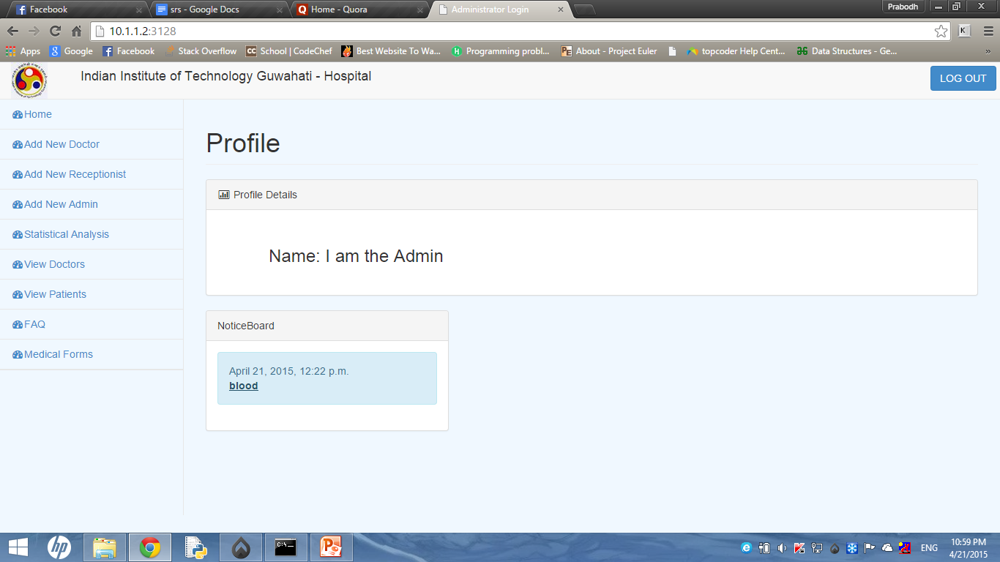 Facebook
srs - Google Docs
Home - Quora
Administrator Login
Prabodh
10.1.1.2:3128
K
Apps
Google
Facebook
Stack Overflow
CC School | CodeChef
Best Website To Wa...
Programming probl...
About - Project Euler
topcoder Help Cent...
Data Structures - Ge...
»
Indian Institute of Technology Guwahati - Hospital
LOG OUT
Home
Add New Doctor
Add New Receptionist
Add New Admin
Statistical Analysis
View Doctors
View Patients
FAQ
Medical Forms
Profile
Profile Details
Name: I am the Admin
NoticeBoard
April 21, 2015, 12:22 p.m.
blood
ENG
10:59 PM
4/21/2015